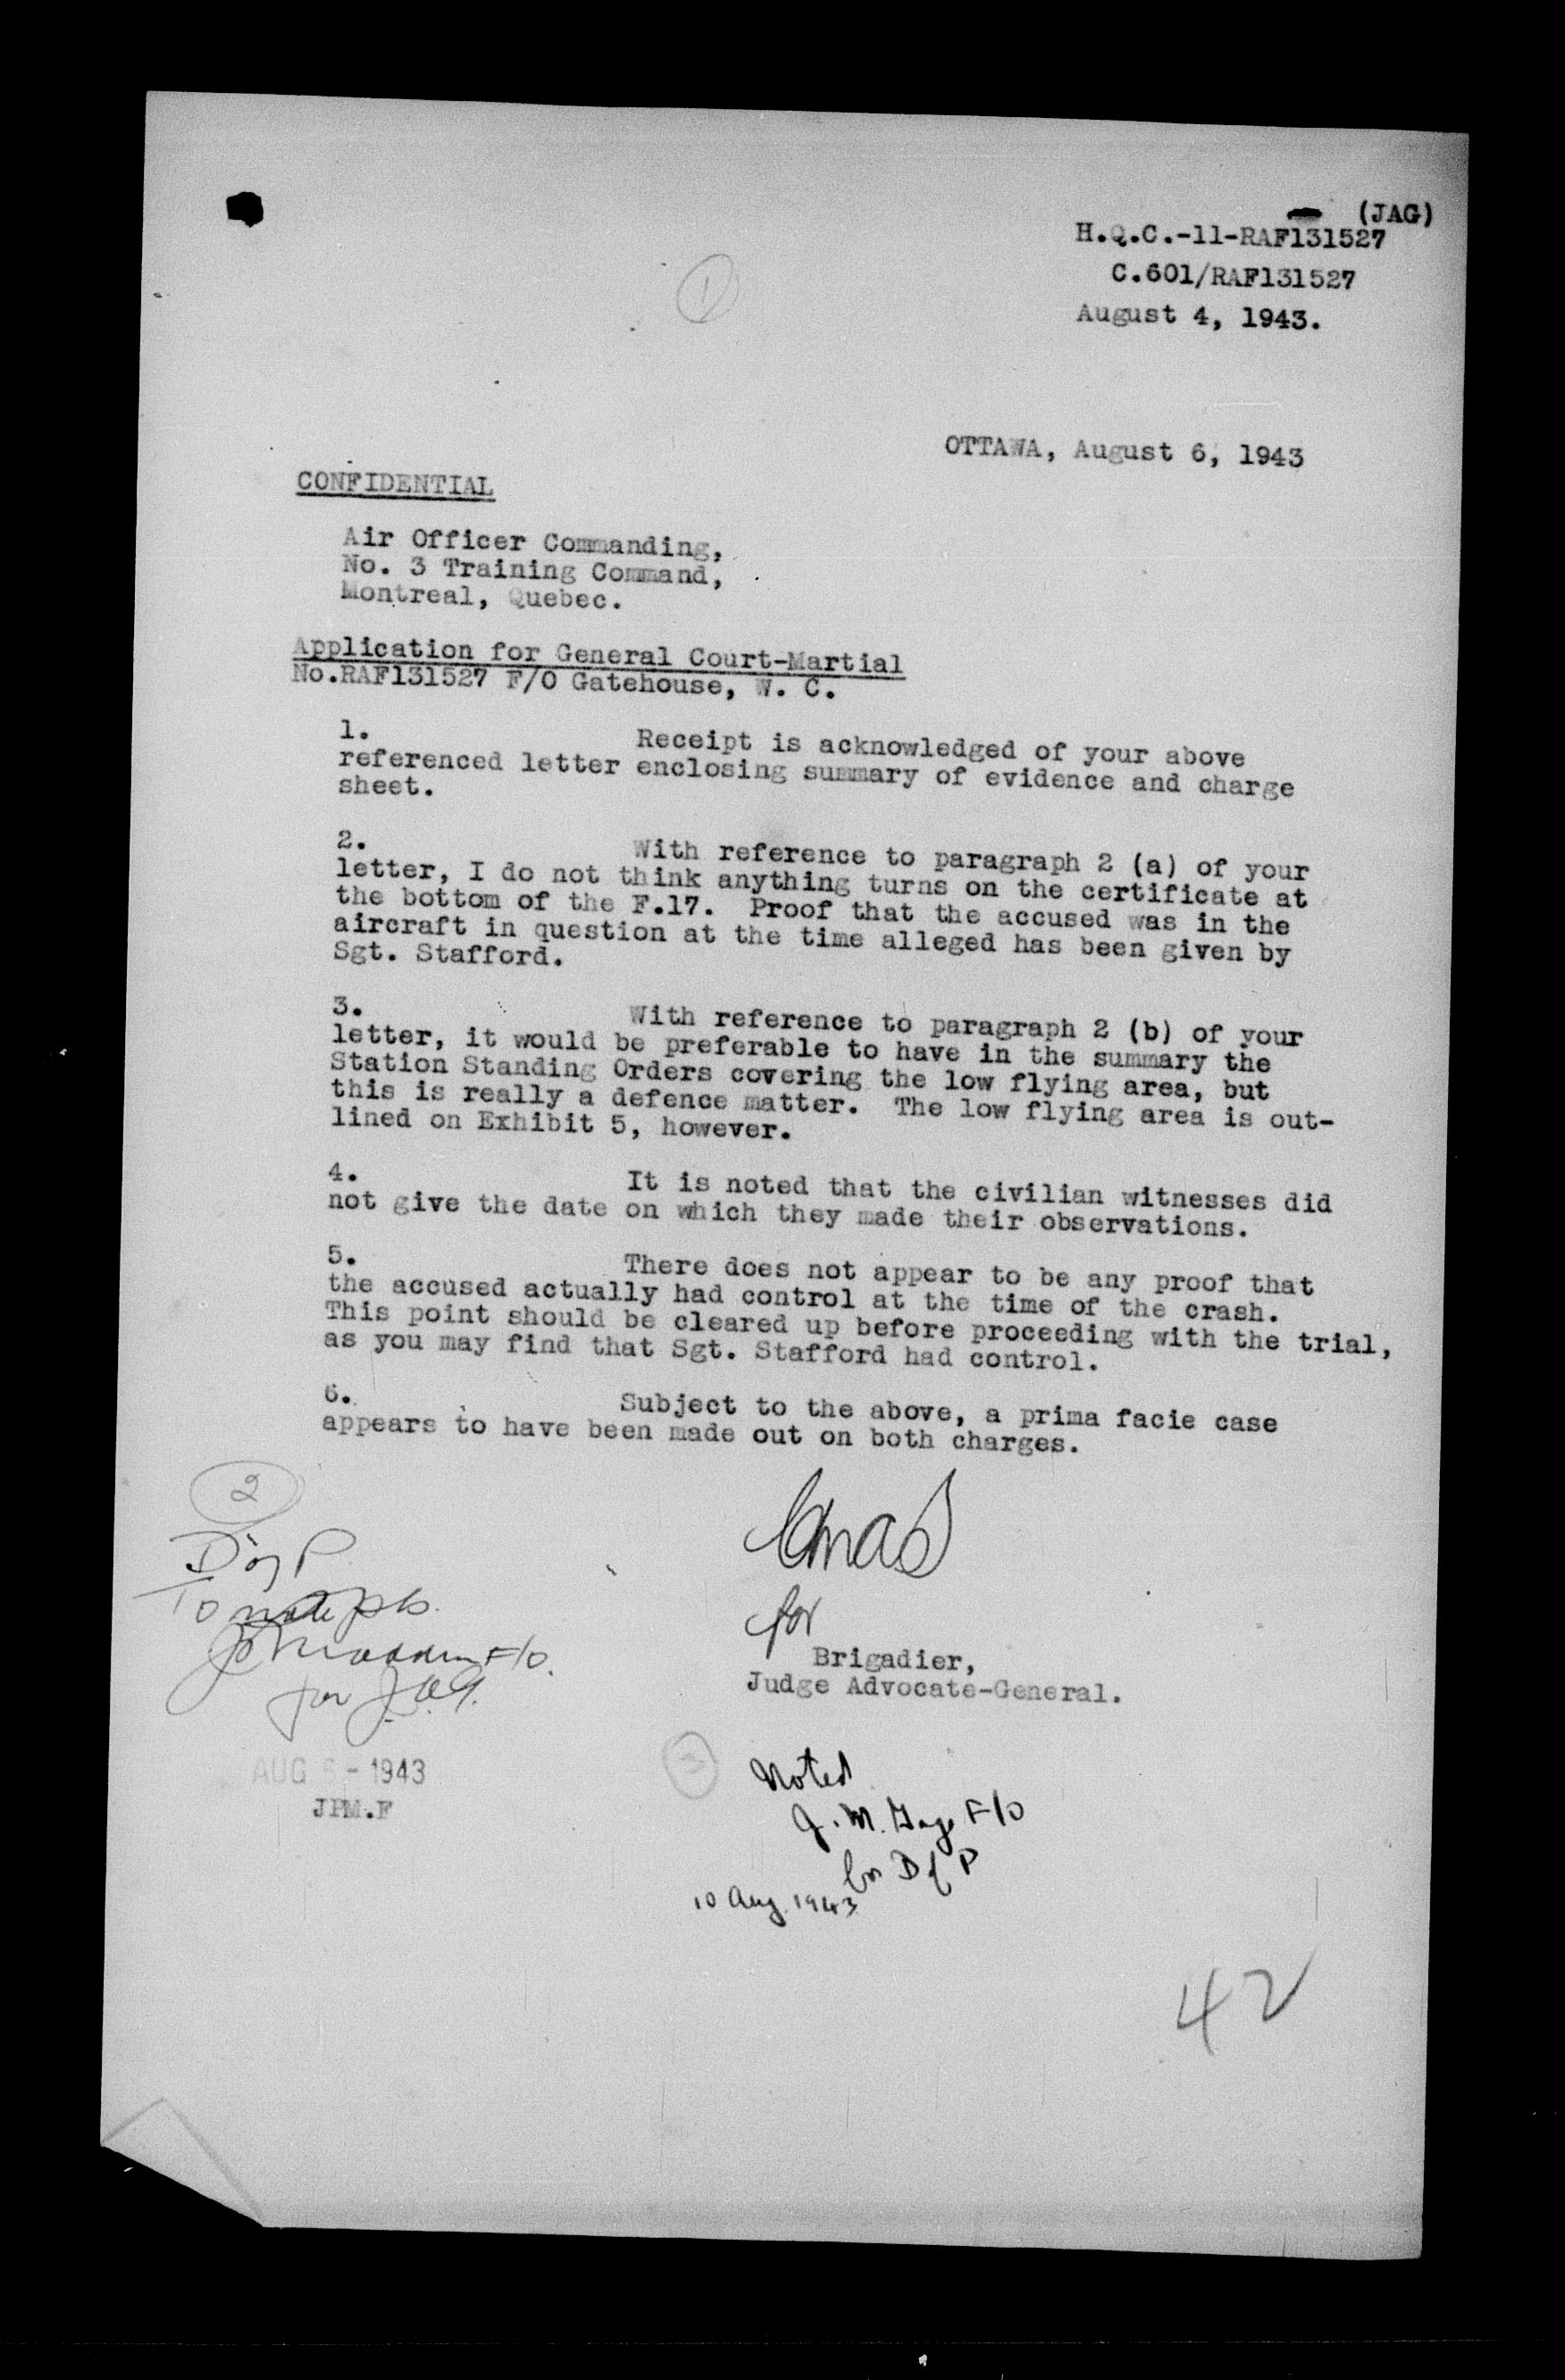 (JAG)
H.Q.C.-11-RAF131527
C.601/RAF131527
August 4, 1943.
1
OTTAWA, August 6, 1943
CONFIDENTIAL
Air Officer Commanding,
No. 3 Training Command,
Montreal, Quebec.
Application for General Court-Martial
No.RAF131527 F/O Gatehouse, W. C.
1. Receipt is acknowledged of your above
referenced letter enclosing summary of evidence and charge
sheet.
2. With reference to paragraph 2 (a) of your
letter, I do not think anything turns on the certificate at
the bottom of the F.17. Proof that the accused was in the
aircraft in question at the time alleged has been given by
Sgt. Stafford.
3. With reference to paragraph 2 (b) of your
letter, it would be preferable to have in the summary the
Station Standing Orders covering the low flying area, but
this is really a defence matter. The low flying area is out-
lined on Exhibit 5, however.
4. It is noted that the civilian witnesses did
not give the date on which they made their observations.
5. There does not appear to be any proof that
the accused actually had control at the time of the crash.
This point should be cleared up before proceeding with the trial,
as you may find that Sgt. Stafford had control.
6. Subject to the above, a prima facie case
appears to have been made out on both charges.
for
Brigadier,
Judge Advocate-General.
2
D of P
To note pls.
F/O.
for J.A.G.
AUG 6 - 1943
JPM.F
3
Noted
F/O
for D of P
10 Aug. 1943
42